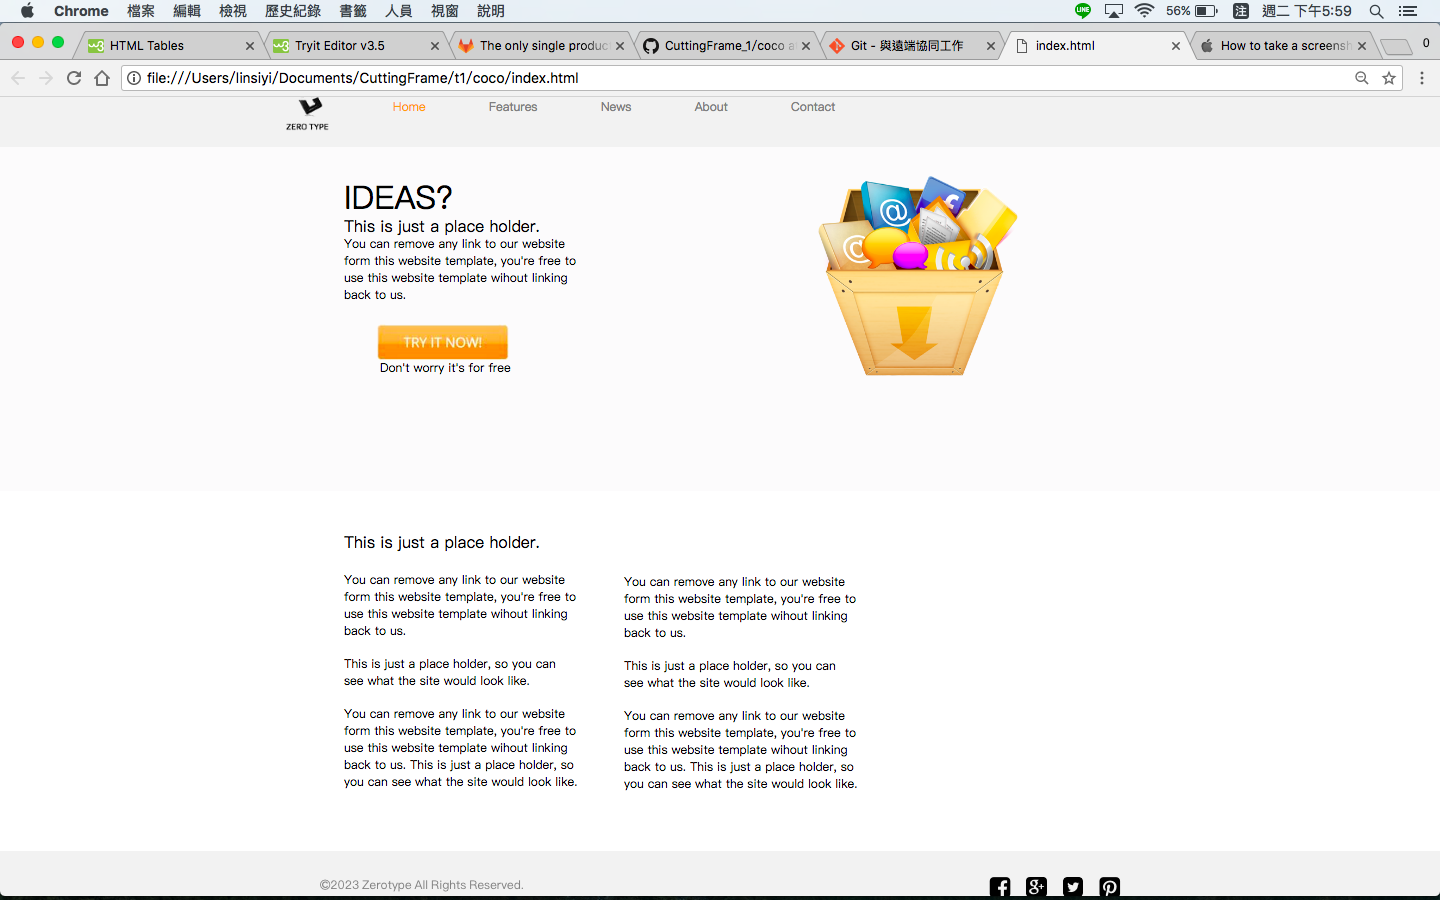 Chrome 檔案 編輯 檢視 歷史紀錄 書籤 人員 視窗 說明 LINE 56% 注 週二 下午5:59
w3 HTML Tables w3 Tryit Editor v3.5 The only single produc CuttingFrame_1/coco a Git - 與遠端協同工作 index.html How to take a screensh 0
file:///Users/linsiyi/Documents/CuttingFrame/t1/coco/index.html
ZERO TYPE
Home Features News About Contact
IDEAS?
This is just a place holder.
You can remove any link to our website
form this website template, you're free to
use this website template wihout linking
back to us.
TRY IT NOW!
Don't worry it's for free
This is just a place holder.
You can remove any link to our website
form this website template, you're free to
use this website template wihout linking
back to us.
This is just a place holder, so you can
see what the site would look like.
You can remove any link to our website
form this website template, you're free to
use this website template wihout linking
back to us. This is just a place holder, so
you can see what the site would look like.
You can remove any link to our website
form this website template, you're free to
use this website template wihout linking
back to us.
This is just a place holder, so you can
see what the site would look like.
You can remove any link to our website
form this website template, you're free to
use this website template wihout linking
back to us. This is just a place holder, so
you can see what the site would look like.
©2023 Zerotype All Rights Reserved.